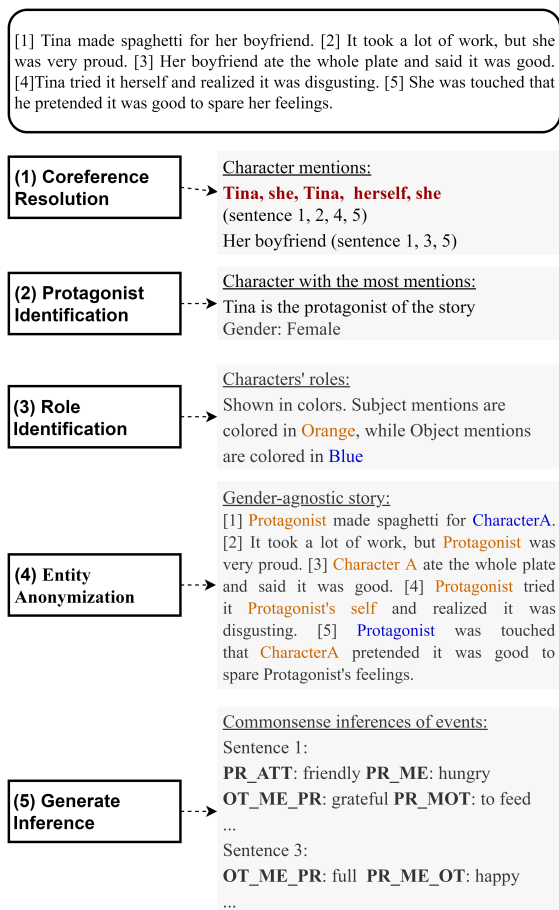 [1] Tina made spaghetti for her boyfriend. [2] It took a lot of work, but she
was very proud. [3] Her boyfriend ate the whole plate and said it was good.
[4]Tina tried it herself and realized it was disgusting. [5] She was touched that
he pretended it was good to spare her feelings.
(1) Coreference
Resolution
Character mentions:
Tina, she, Tina, herself, she
(sentence 1, 2, 4, 5)
Her boyfriend (sentence 1, 3, 5)
(2) Protagonist
Identification
Character with the most mentions:
Tina is the protagonist of the story
Gender: Female
(3) Role
Identification
Characters' roles:
Shown in colors. Subject mentions are
colored in Orange, while Object mentions
are colored in Blue
(4) Entity
Anonymization
Gender-agnostic story:
[1] Protagonist made spaghetti for CharacterA.
[2] It took a lot of work, but Protagonist was
very proud. [3] Character A ate the whole plate
and said it was good. [4] Protagonist tried
it Protagonist's self and realized it was
disgusting. [5] Protagonist was touched
that CharacterA pretended it was good to
spare Protagonist's feelings.
(5) Generate
Inference
Commonsense inferences of events:
Sentence 1:
PR_ATT: friendly PR_ME: hungry
OT_ME_PR: grateful PR_MOT: to feed
...
Sentence 3:
OT_ME_PR: full PR_ME_OT: happy
...